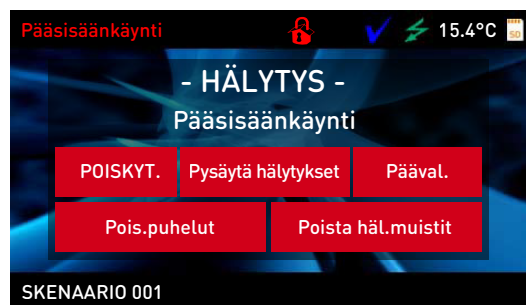 Pääsisäänkäynti 15.4°C SD
- HÄLYTYS -
Pääsisäänkäynti
POISKYT. Pysäytä hälytykset Pääval.
Pois.puhelut Poista häl.muistit
SKENAARIO 001